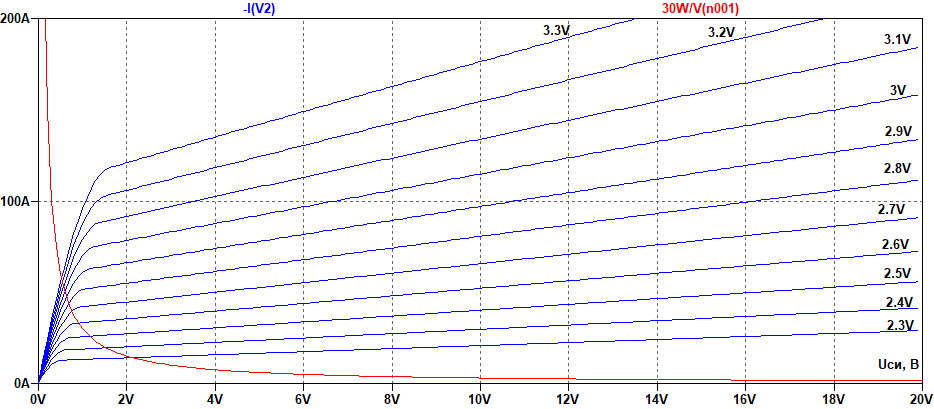 -I(V2) 30W/V(n001)
200A
3.3V
3.2V
3.1V
3V
2.9V
2.8V
100A
2.7V
2.6V
2.5V
2.4V
2.3V
Uси, В
0A
0V 2V 4V 6V 8V 10V 12V 14V 16V 18V 20V